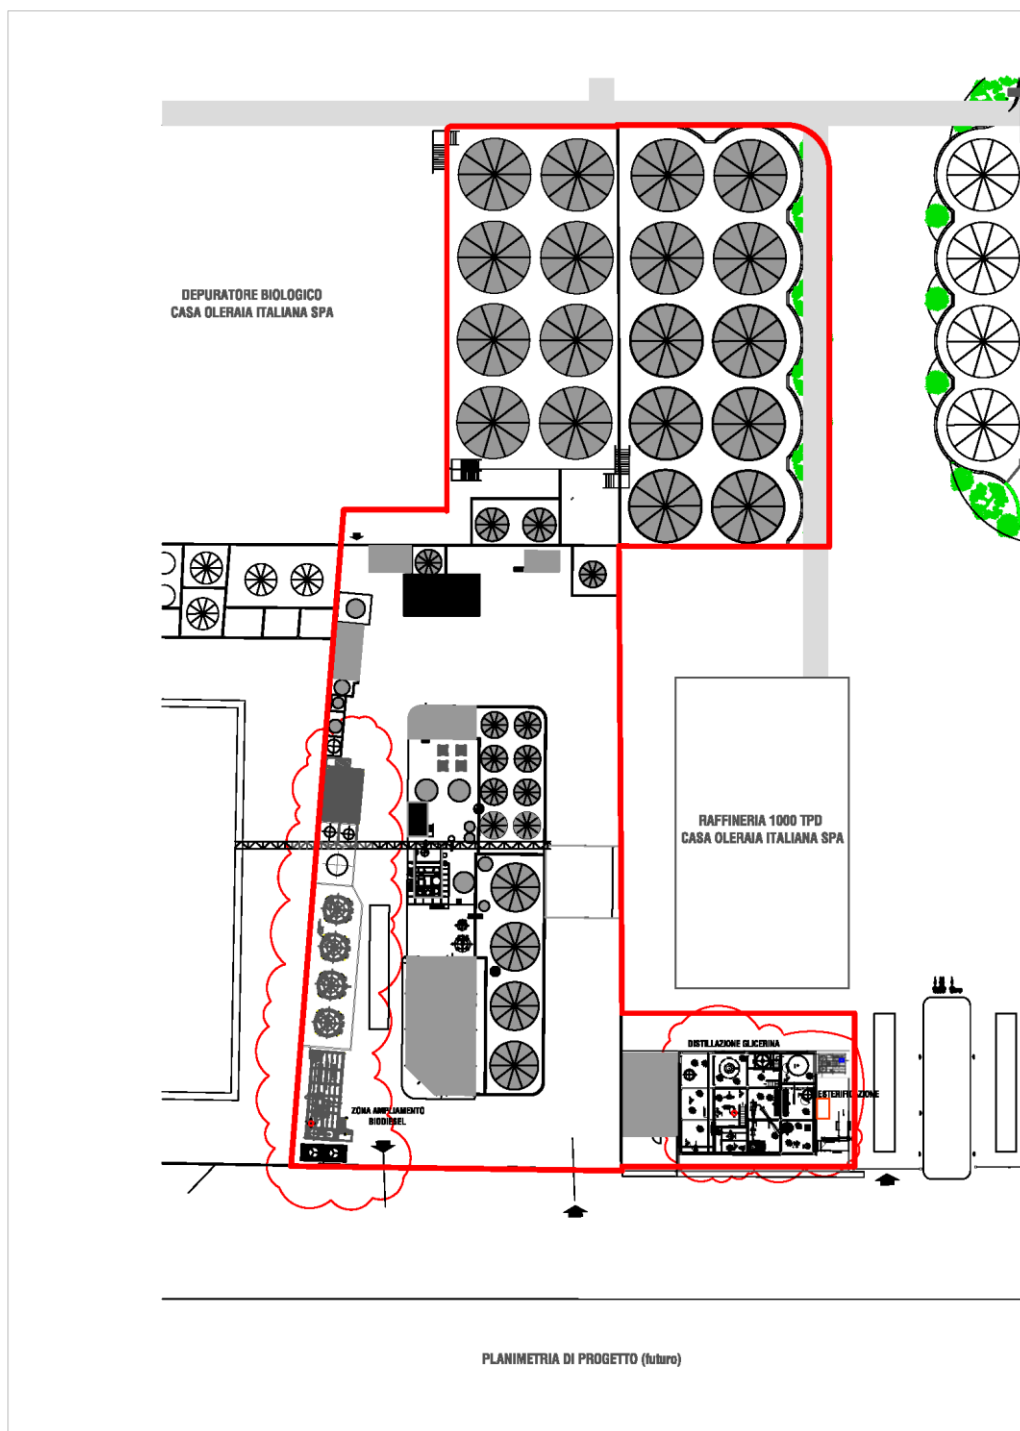 DEPURATORE BIOLOGICO
CASA OLERAIA ITALIANA SPA
RAFFINERIA 1000 TPD
CASA OLERAIA ITALIANA SPA
DISTILLAZIONE GLICERINA
ESTERIFICAZIONE
ZONA AMPLIAMENTO
BIODIESEL
PLANIMETRIA DI PROGETTO (futuro)